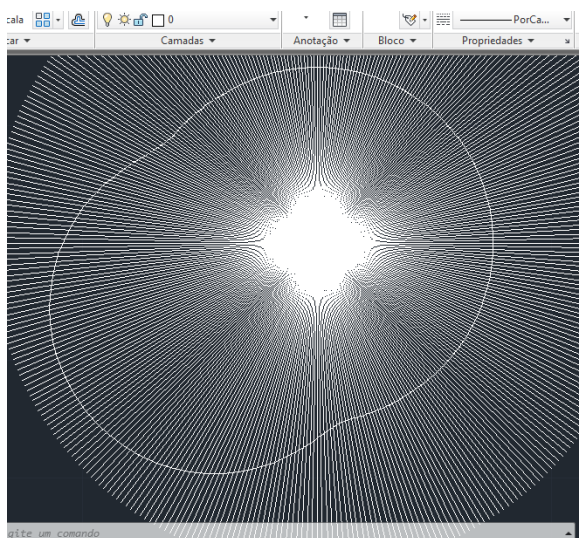 cala 0 PorCa...
car Camadas Anotação Bloco Propriedades
gite um comando